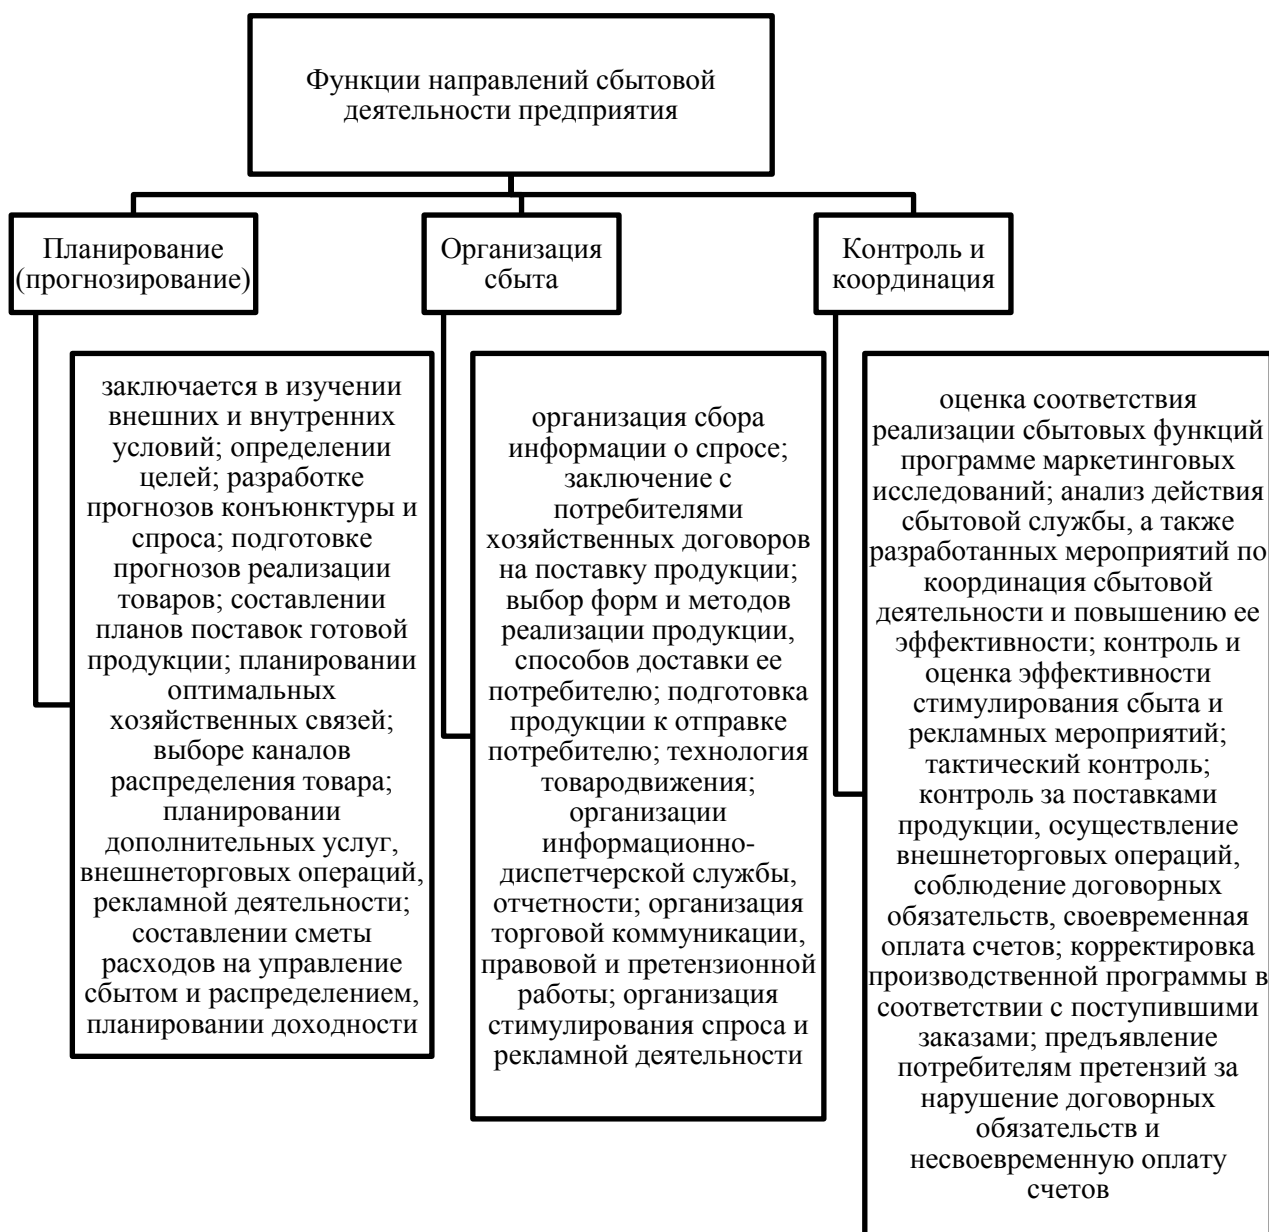 Функции направлений сбытовой
деятельности предприятия
Планирование
(прогнозирование)
Организация
сбыта
Контроль и
координация
заключается в изучении
внешних и внутренних
условий; определении
целей; разработке
прогнозов конъюнктуры и
спроса; подготовке
прогнозов реализации
товаров; составлении
планов поставок готовой
продукции; планировании
оптимальных
хозяйственных связей;
выборе каналов
распределения товара;
планировании
дополнительных услуг,
внешнеторговых операций,
рекламной деятельности;
составлении сметы
расходов на управление
сбытом и распределением,
планировании доходности
организация сбора
информации о спросе;
заключение с
потребителями
хозяйственных договоров
на поставку продукции;
выбор форм и методов
реализации продукции,
способов доставки ее
потребителю; подготовка
продукции к отправке
потребителю; технология
товародвижения;
организации
информационно-
диспетчерской службы,
отчетности; организация
торговой коммуникации,
правовой и претензионной
работы; организация
стимулирования спроса и
рекламной деятельности
оценка соответствия
реализации сбытовых функций
программе маркетинговых
исследований; анализ действия
сбытовой службы, а также
разработанных мероприятий по
координация сбытовой
деятельности и повышению ее
эффективности; контроль и
оценка эффективности
стимулирования сбыта и
рекламных мероприятий;
тактический контроль;
контроль за поставками
продукции, осуществление
внешнеторговых операций,
соблюдение договорных
обязательств, своевременная
оплата счетов; корректировка
производственной программы в
соответствии с поступившими
заказами; предъявление
потребителям претензий за
нарушение договорных
обязательств и
несвоевременную оплату
счетов